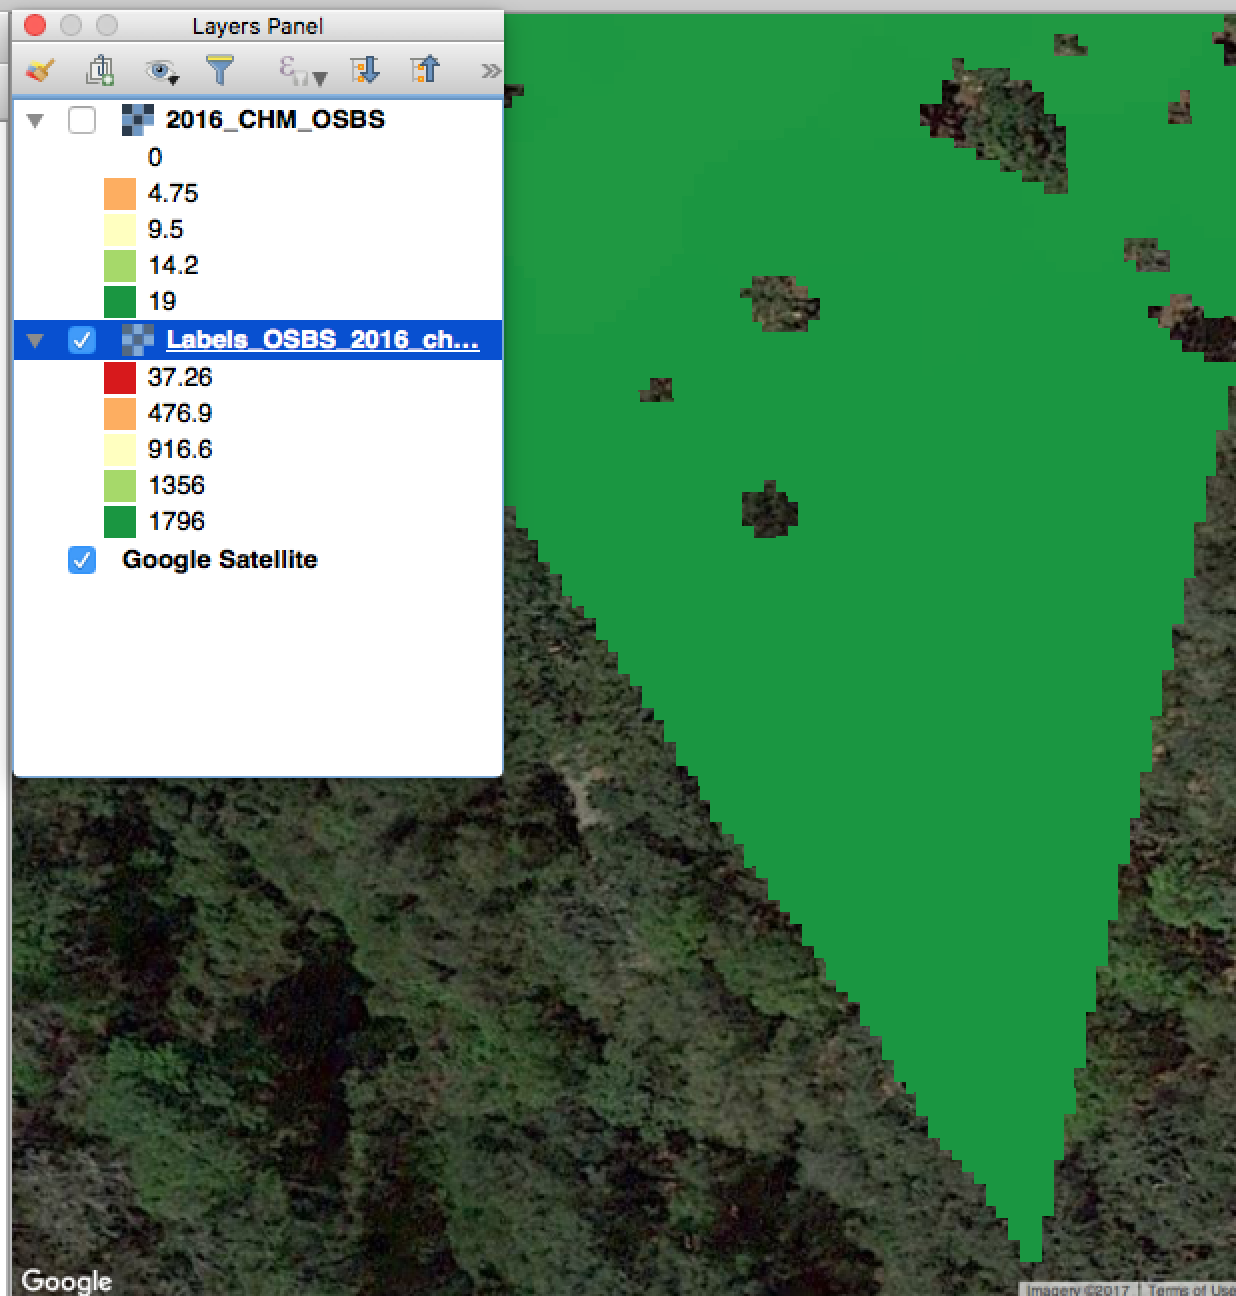 Layers Panel
2016_CHM_OSBS
0
4.75
9.5
14.2
19
Labels_OSBS_2016_ch...
37.26
476.9
916.6
1356
1796
Google Satellite
Google
Imagery ©2017 Terms of Use